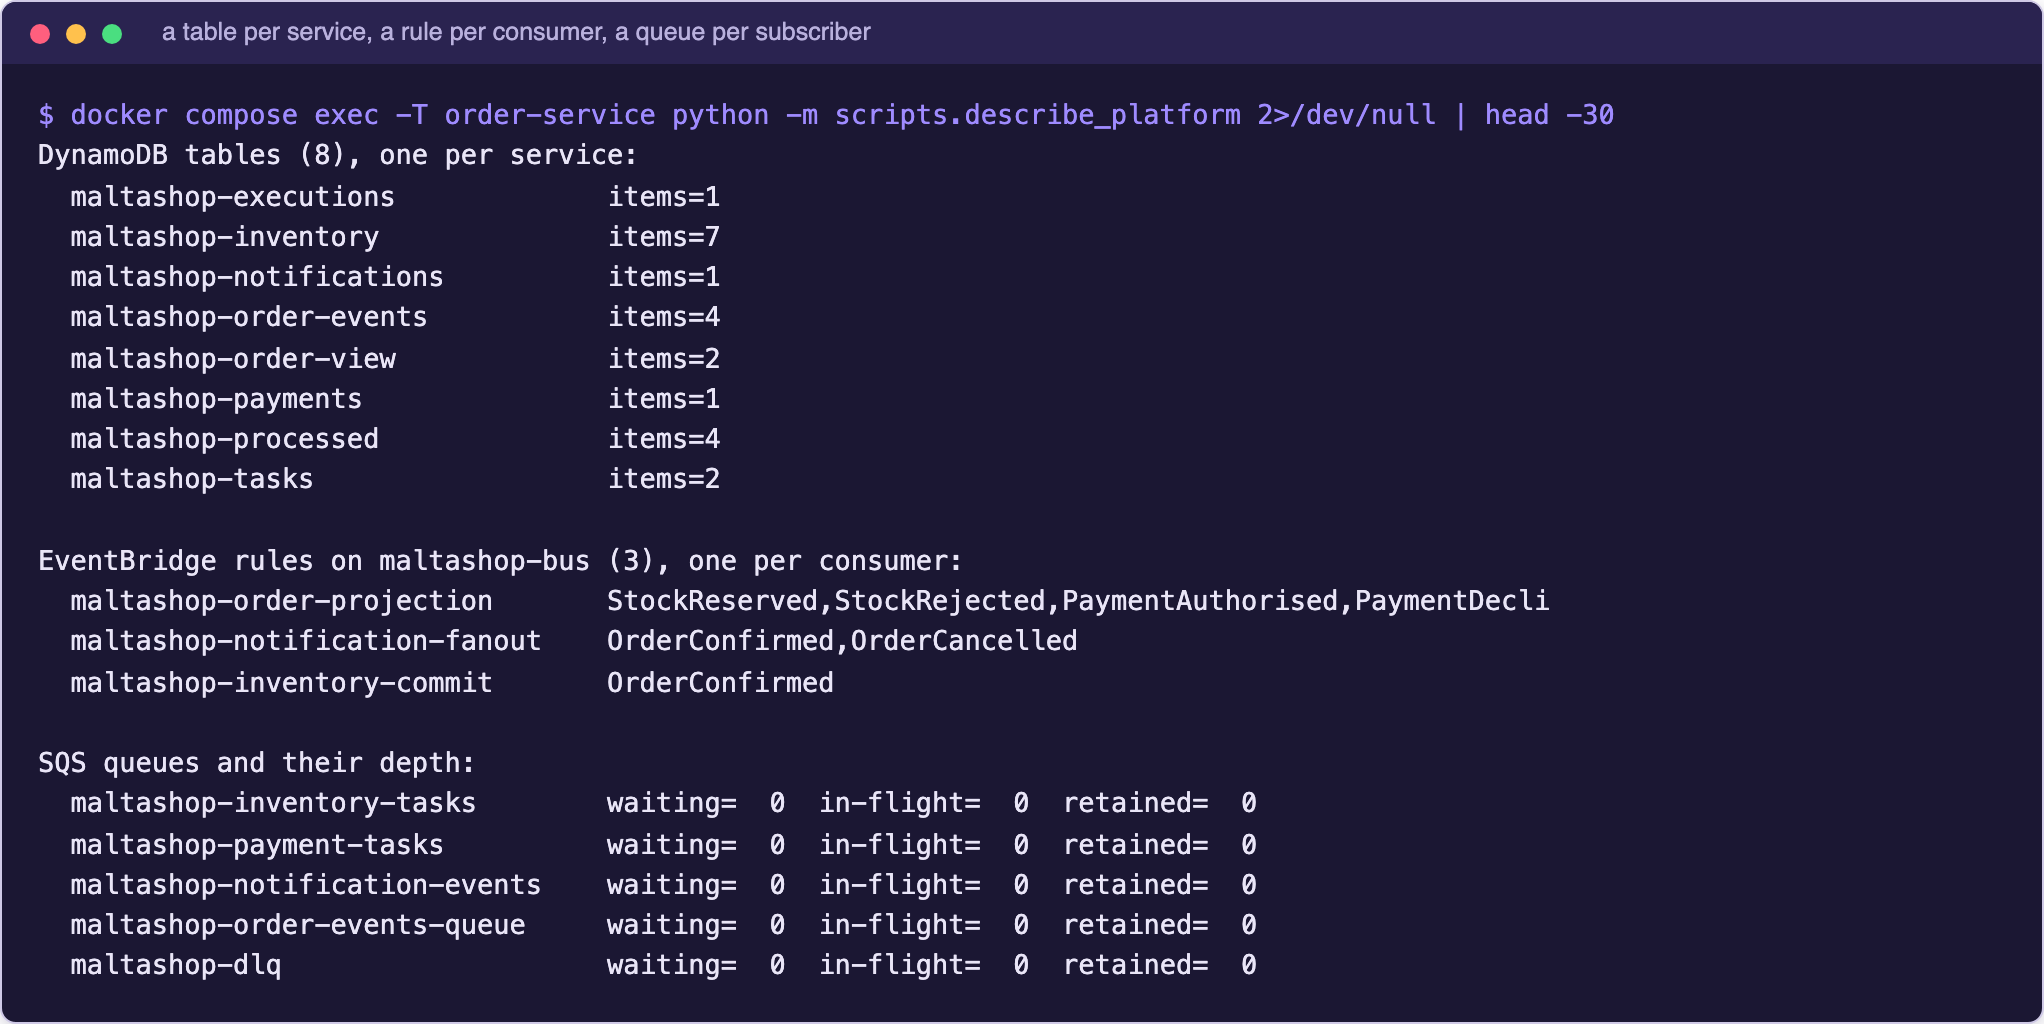 a table per service, a rule per consumer, a queue per subscriber
$ docker compose exec -T order-service python -m scripts.describe_platform 2>/dev/null | head -30
DynamoDB tables (8), one per service:
  maltashop-executions             items=1
  maltashop-inventory              items=7
  maltashop-notifications          items=1
  maltashop-order-events           items=4
  maltashop-order-view             items=2
  maltashop-payments               items=1
  maltashop-processed              items=4
  maltashop-tasks                  items=2

EventBridge rules on maltashop-bus (3), one per consumer:
  maltashop-order-projection       StockReserved,StockRejected,PaymentAuthorised,PaymentDecli
  maltashop-notification-fanout    OrderConfirmed,OrderCancelled
  maltashop-inventory-commit       OrderConfirmed

SQS queues and their depth:
  maltashop-inventory-tasks        waiting=  0  in-flight=  0  retained=  0
  maltashop-payment-tasks          waiting=  0  in-flight=  0  retained=  0
  maltashop-notification-events    waiting=  0  in-flight=  0  retained=  0
  maltashop-order-events-queue     waiting=  0  in-flight=  0  retained=  0
  maltashop-dlq                    waiting=  0  in-flight=  0  retained=  0